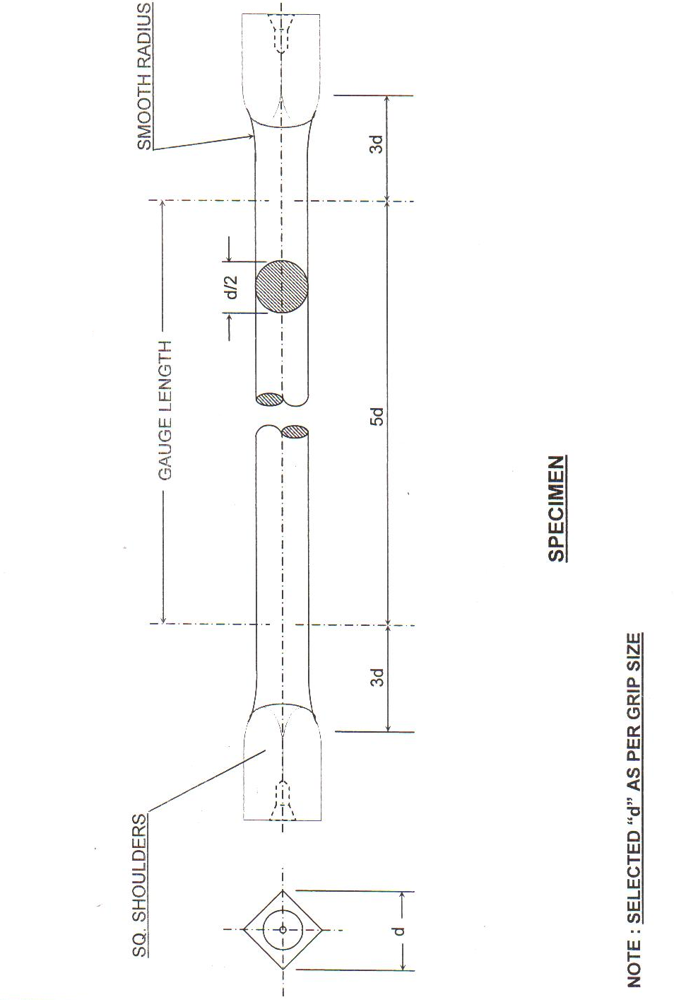 SMOOTH RADIUS
GAUGE LENGTH
SQ. SHOULDERS
d/2
3d
5d
3d
d
SPECIMEN
NOTE : SELECTED “d” AS PER GRIP SIZE